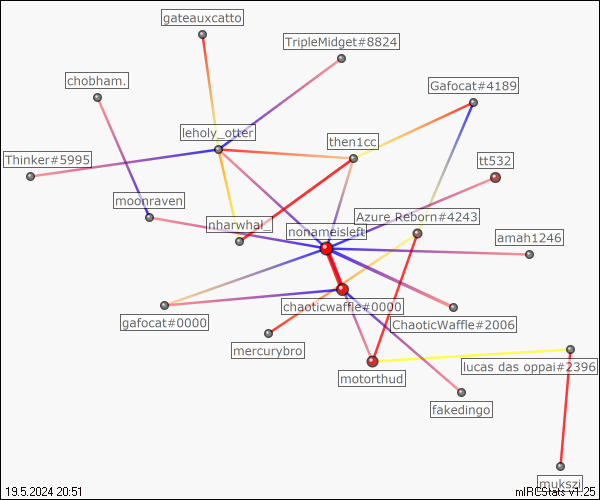 gateauxcatto
TripleMidget#8824
chobham.
Gafocat#4189
leholy_otter
then1cc
Thinker#5995
tt532
moonraven
Azure Reborn#4243
nharwhal_
nonameisleft
amah1246
chaoticwaffle#0000
gafocat#0000
ChaoticWaffle#2006
mercurybro
lucas das oppai#2396
motorthud
fakedingo
mukszi
19.5.2024 20:51
mIRCStats v1.25